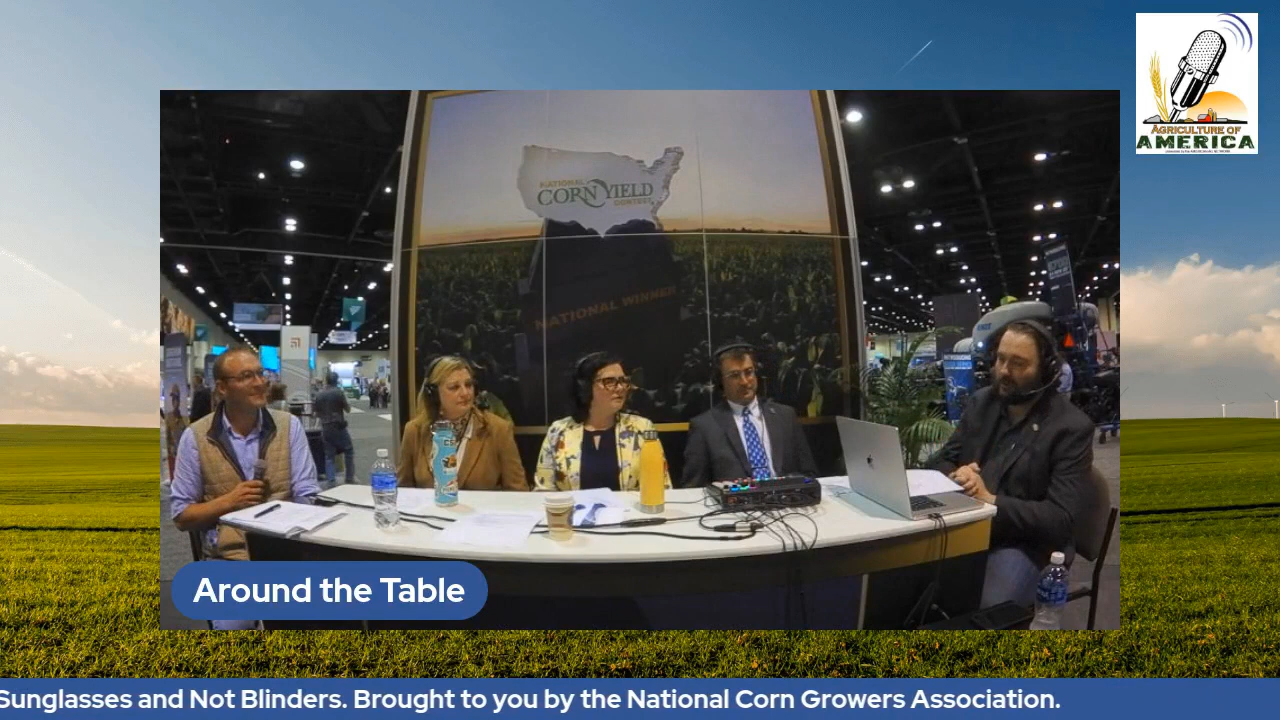 AGRICULTURE OF
AMERICA
NATIONAL
CORN YIELD
CONTEST
NATIONAL WINNER
Around the Table
Sunglasses and Not Blinders. Brought to you by the National Corn Growers Association.